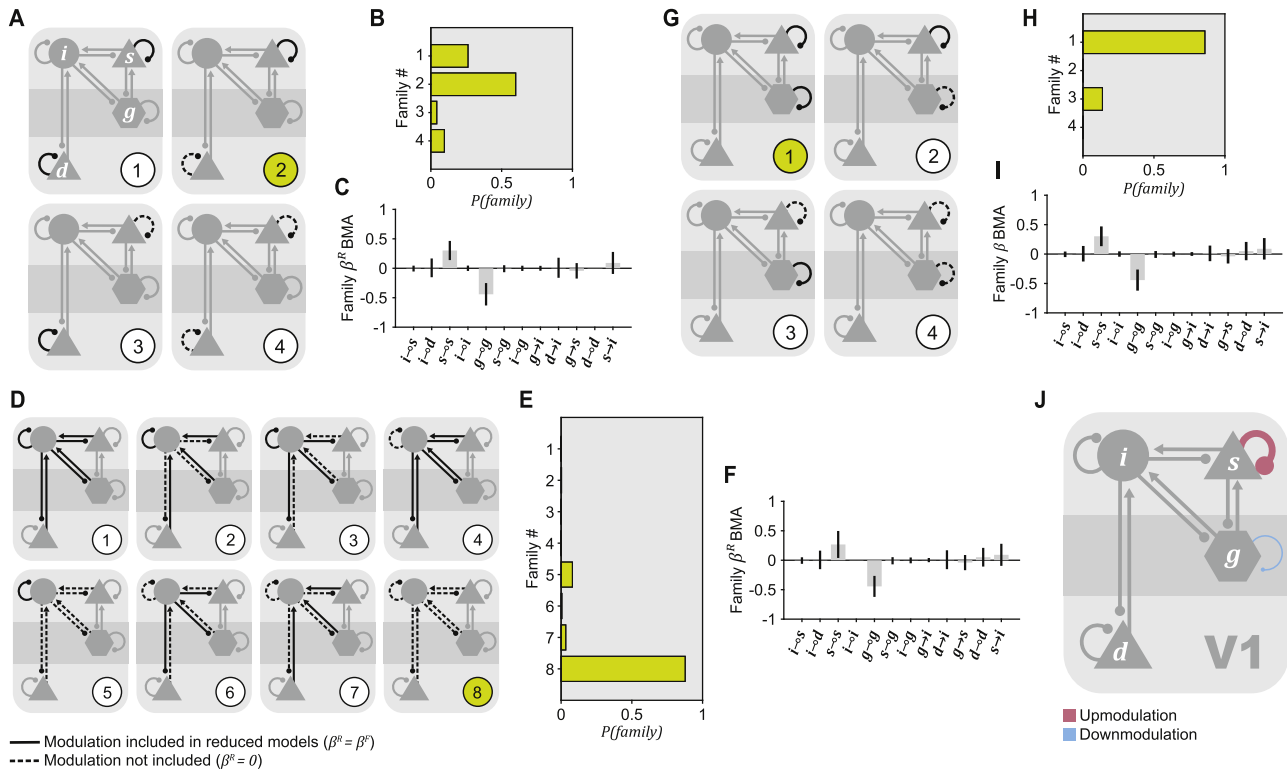 A
i
s
g
d
1
2
3
4
B
Family #
1
2
3
4
0
0.5
1
P(family)
C
Family β^R BMA
1
0.5
0
-0.5
-1
i⊸s
i⊸d
s⊸s
i⊸i
g⊸g
s⊸g
i⊸g
g→i
d→i
g→s
d⊸d
s→i
D
1
2
3
4
5
6
7
8
Modulation included in reduced models (β^R = β^F)
Modulation not included (β^R = 0)
E
Family #
1
2
3
4
5
6
7
8
0
0.5
1
P(family)
F
Family β^R BMA
1
0.5
0
-0.5
-1
i⊸s
i⊸d
s⊸s
i⊸i
g⊸g
s⊸g
i⊸g
g→i
d→i
g→s
d⊸d
s→i
G
1
2
3
4
H
Family #
1
2
3
4
0
0.5
1
P(family)
I
Family β BMA
1
0.5
0
-0.5
-1
i⊸s
i⊸d
s⊸s
i⊸i
g⊸g
s⊸g
i⊸g
g→i
d→i
g→s
d⊸d
s→i
J
i
s
g
d
V1
Upmodulation
Downmodulation